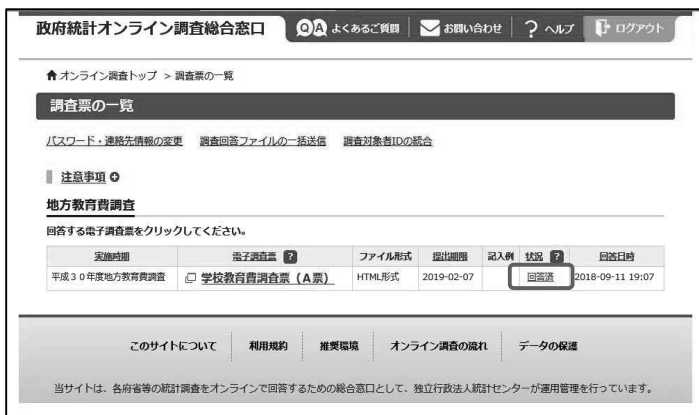 政府統計オンライン調査総合窓口 Q A よくあるご質問 お問い合わせ ? ヘルプ ログアウト
オンライン調査トップ > 調査票の一覧
調査票の一覧
パスワード・連絡先情報の変更 調査回答ファイルの一括送信 調査対象者IDの統合
注意事項
地方教育費調査
回答する電子調査票をクリックしてください。
実施時期 電子調査票 ? ファイル形式 提出期限 記入例 状況 ? 回答日時
平成30年度地方教育費調査 学校教育費調査票(A票) HTML形式 2019-02-07 回答済 2018-09-11 19:07
このサイトについて 利用規約 推奨環境 オンライン調査の流れ データの保護
当サイトは、各府省等の統計調査をオンラインで回答するための総合窓口として、独立行政法人統計センターが運用管理を行っています。